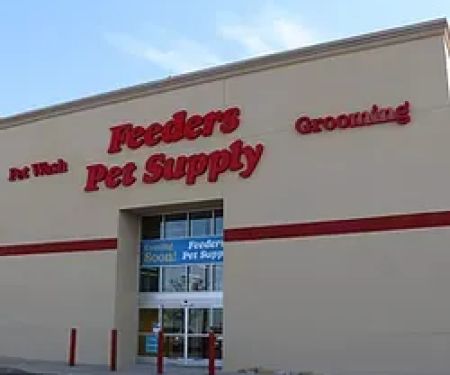 Feeders
Pet Supply
Pet Wash
Grooming
Coming
Soon!
Feeders
Pet Supply